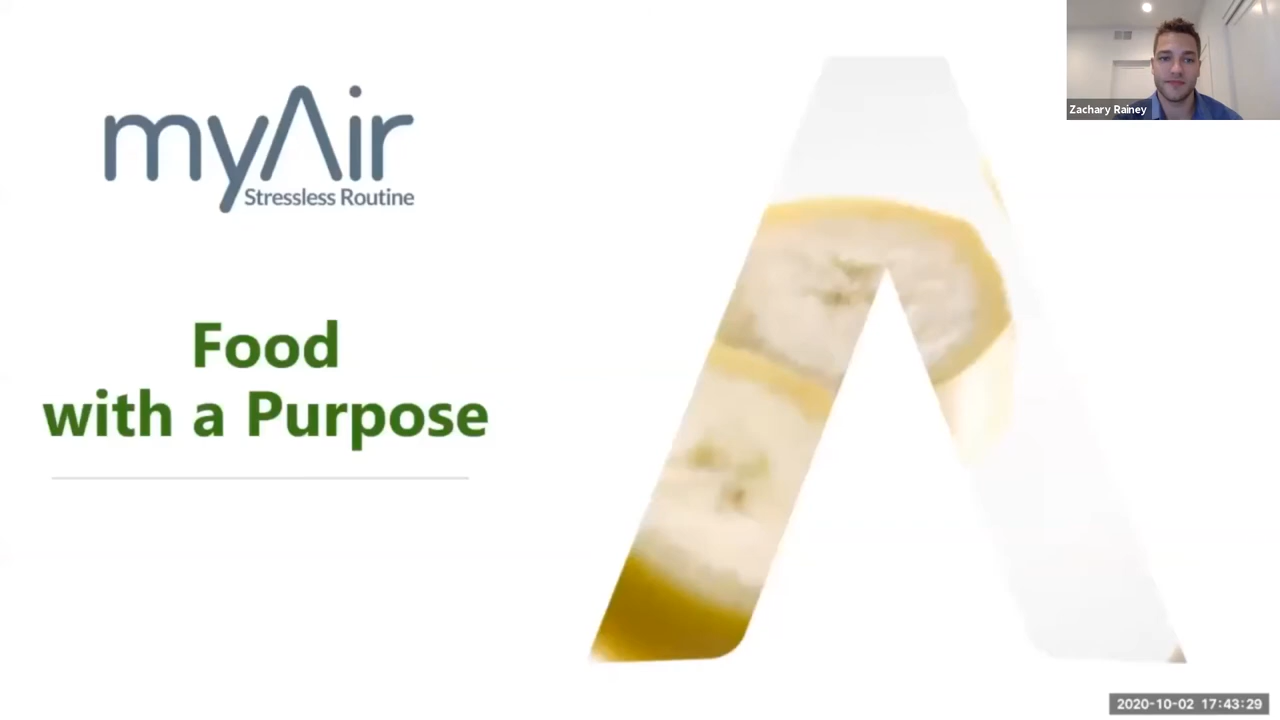 myAir
Stressless Routine
Zachary Rainey
Food
with a Purpose
2020-10-02 17:43:29